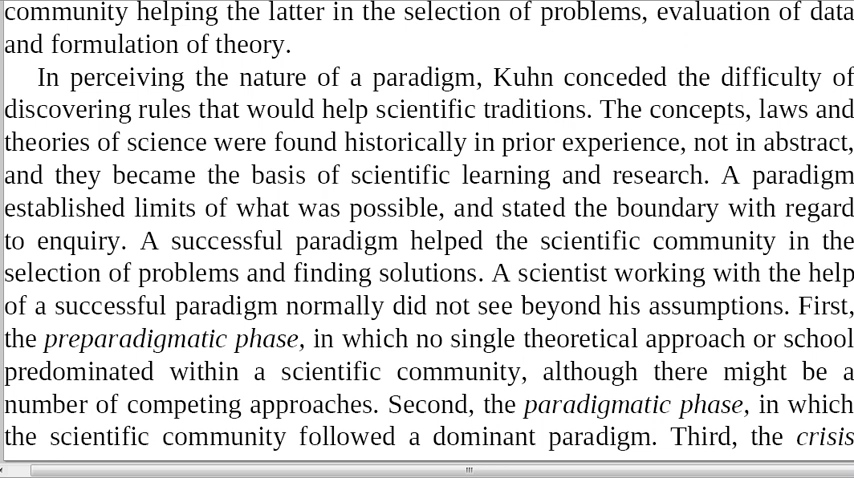 community helping the latter in the selection of problems, evaluation of data
and formulation of theory.
In perceiving the nature of a paradigm, Kuhn conceded the difficulty of
discovering rules that would help scientific traditions. The concepts, laws and
theories of science were found historically in prior experience, not in abstract,
and they became the basis of scientific learning and research. A paradigm
established limits of what was possible, and stated the boundary with regard
to enquiry. A successful paradigm helped the scientific community in the
selection of problems and finding solutions. A scientist working with the help
of a successful paradigm normally did not see beyond his assumptions. First,
the preparadigmatic phase, in which no single theoretical approach or school
predominated within a scientific community, although there might be a
number of competing approaches. Second, the paradigmatic phase, in which
the scientific community followed a dominant paradigm. Third, the crisis